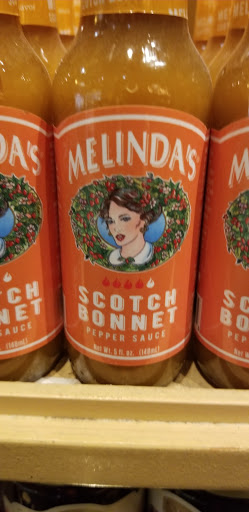 MELINDA'S
SCOTCH
BONNET
PEPPER SAUCE
Net Wt. 5 fl. oz. (148ml)